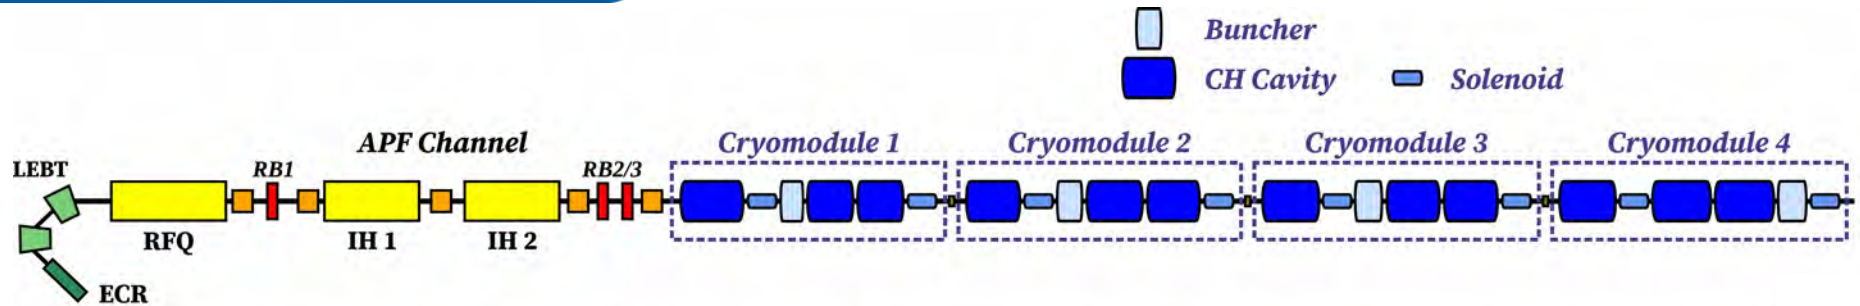 Buncher
CH Cavity
Solenoid
APF Channel
Cryomodule 1
Cryomodule 2
Cryomodule 3
Cryomodule 4
LEBT
RB1
RB2/3
RFQ
IH 1
IH 2
ECR